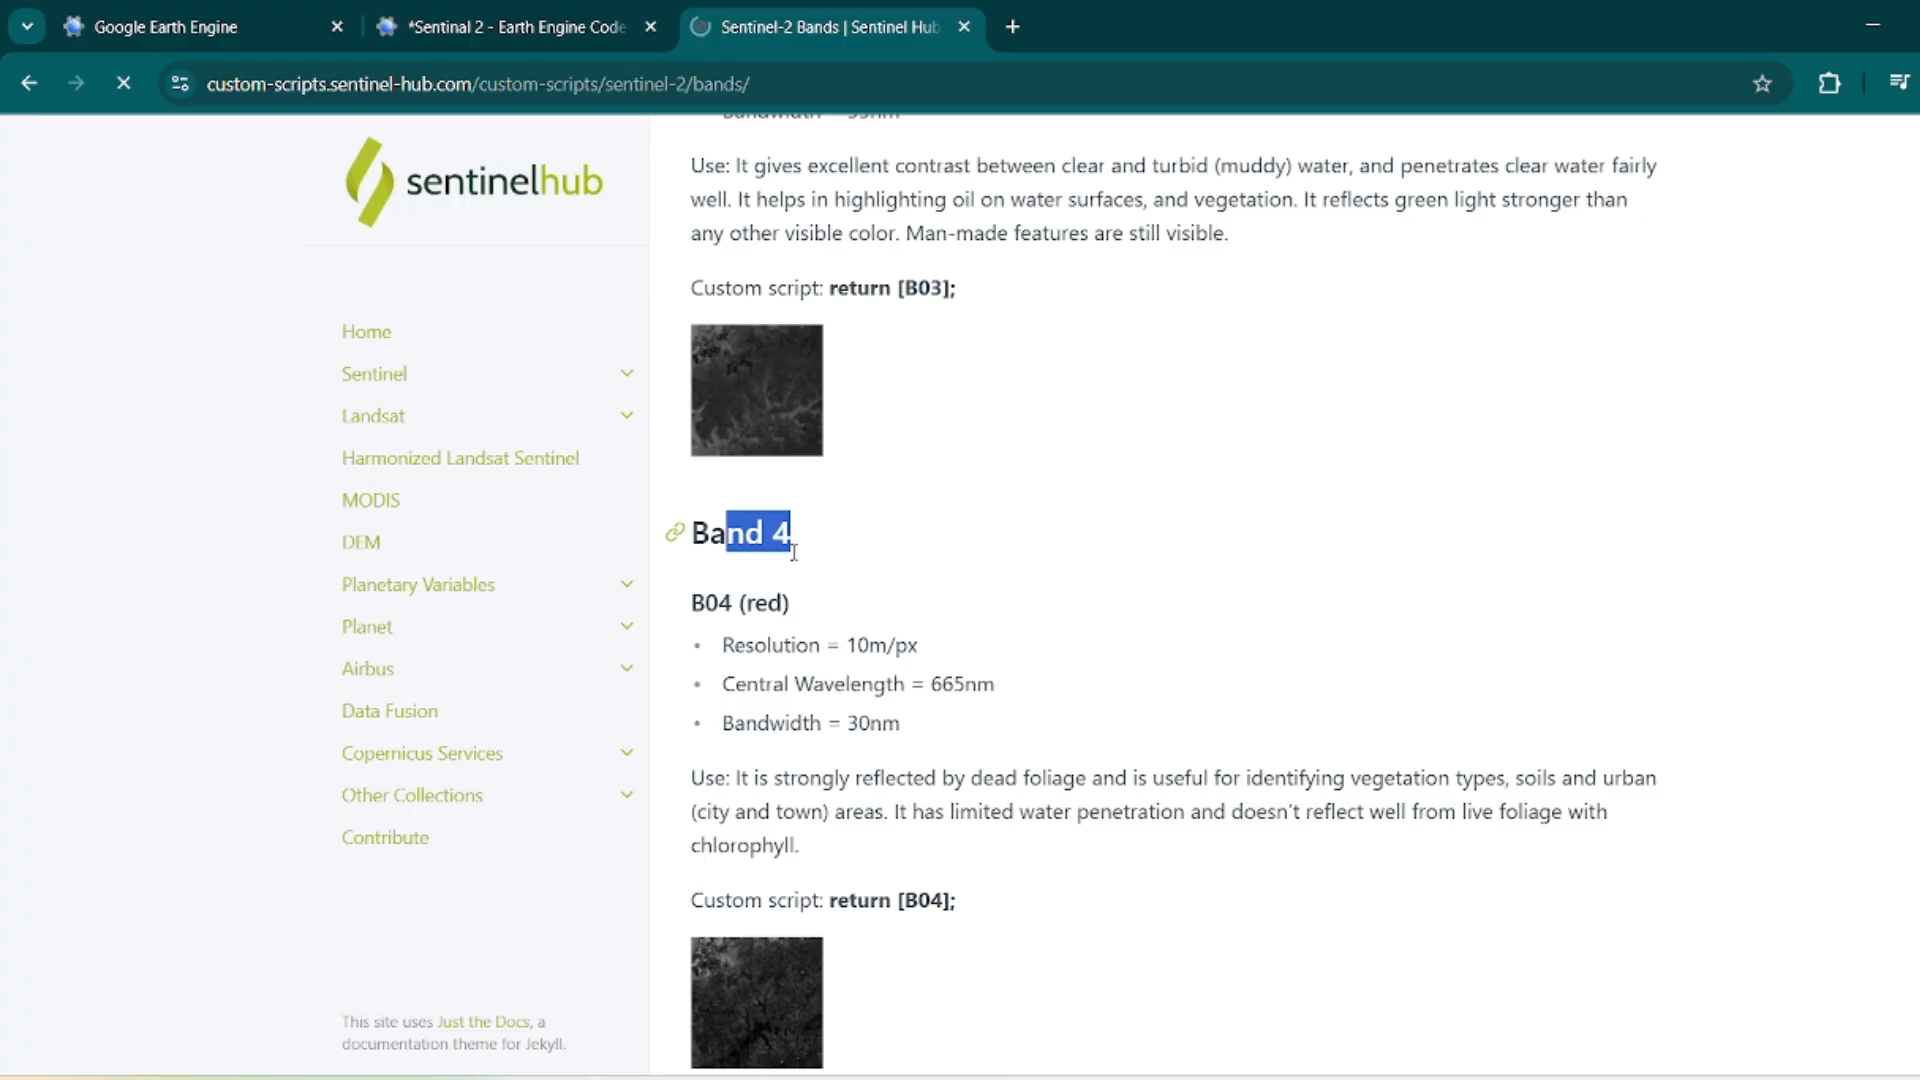 Google Earth Engine
*Sentinal 2 - Earth Engine Code
Sentinel-2 Bands | Sentinel Hub
custom-scripts.sentinel-hub.com/custom-scripts/sentinel-2/bands/
sentinelhub
Home
Sentinel
Landsat
Harmonized Landsat Sentinel
MODIS
DEM
Planetary Variables
Planet
Airbus
Data Fusion
Copernicus Services
Other Collections
Contribute
This site uses Just the Docs, a
documentation theme for Jekyll.
Use: It gives excellent contrast between clear and turbid (muddy) water, and penetrates clear water fairly
well. It helps in highlighting oil on water surfaces, and vegetation. It reflects green light stronger than
any other visible color. Man-made features are still visible.
Custom script: return [B03];
Band 4
B04 (red)
• Resolution = 10m/px
• Central Wavelength = 665nm
• Bandwidth = 30nm
Use: It is strongly reflected by dead foliage and is useful for identifying vegetation types, soils and urban
(city and town) areas. It has limited water penetration and doesn't reflect well from live foliage with
chlorophyll.
Custom script: return [B04];